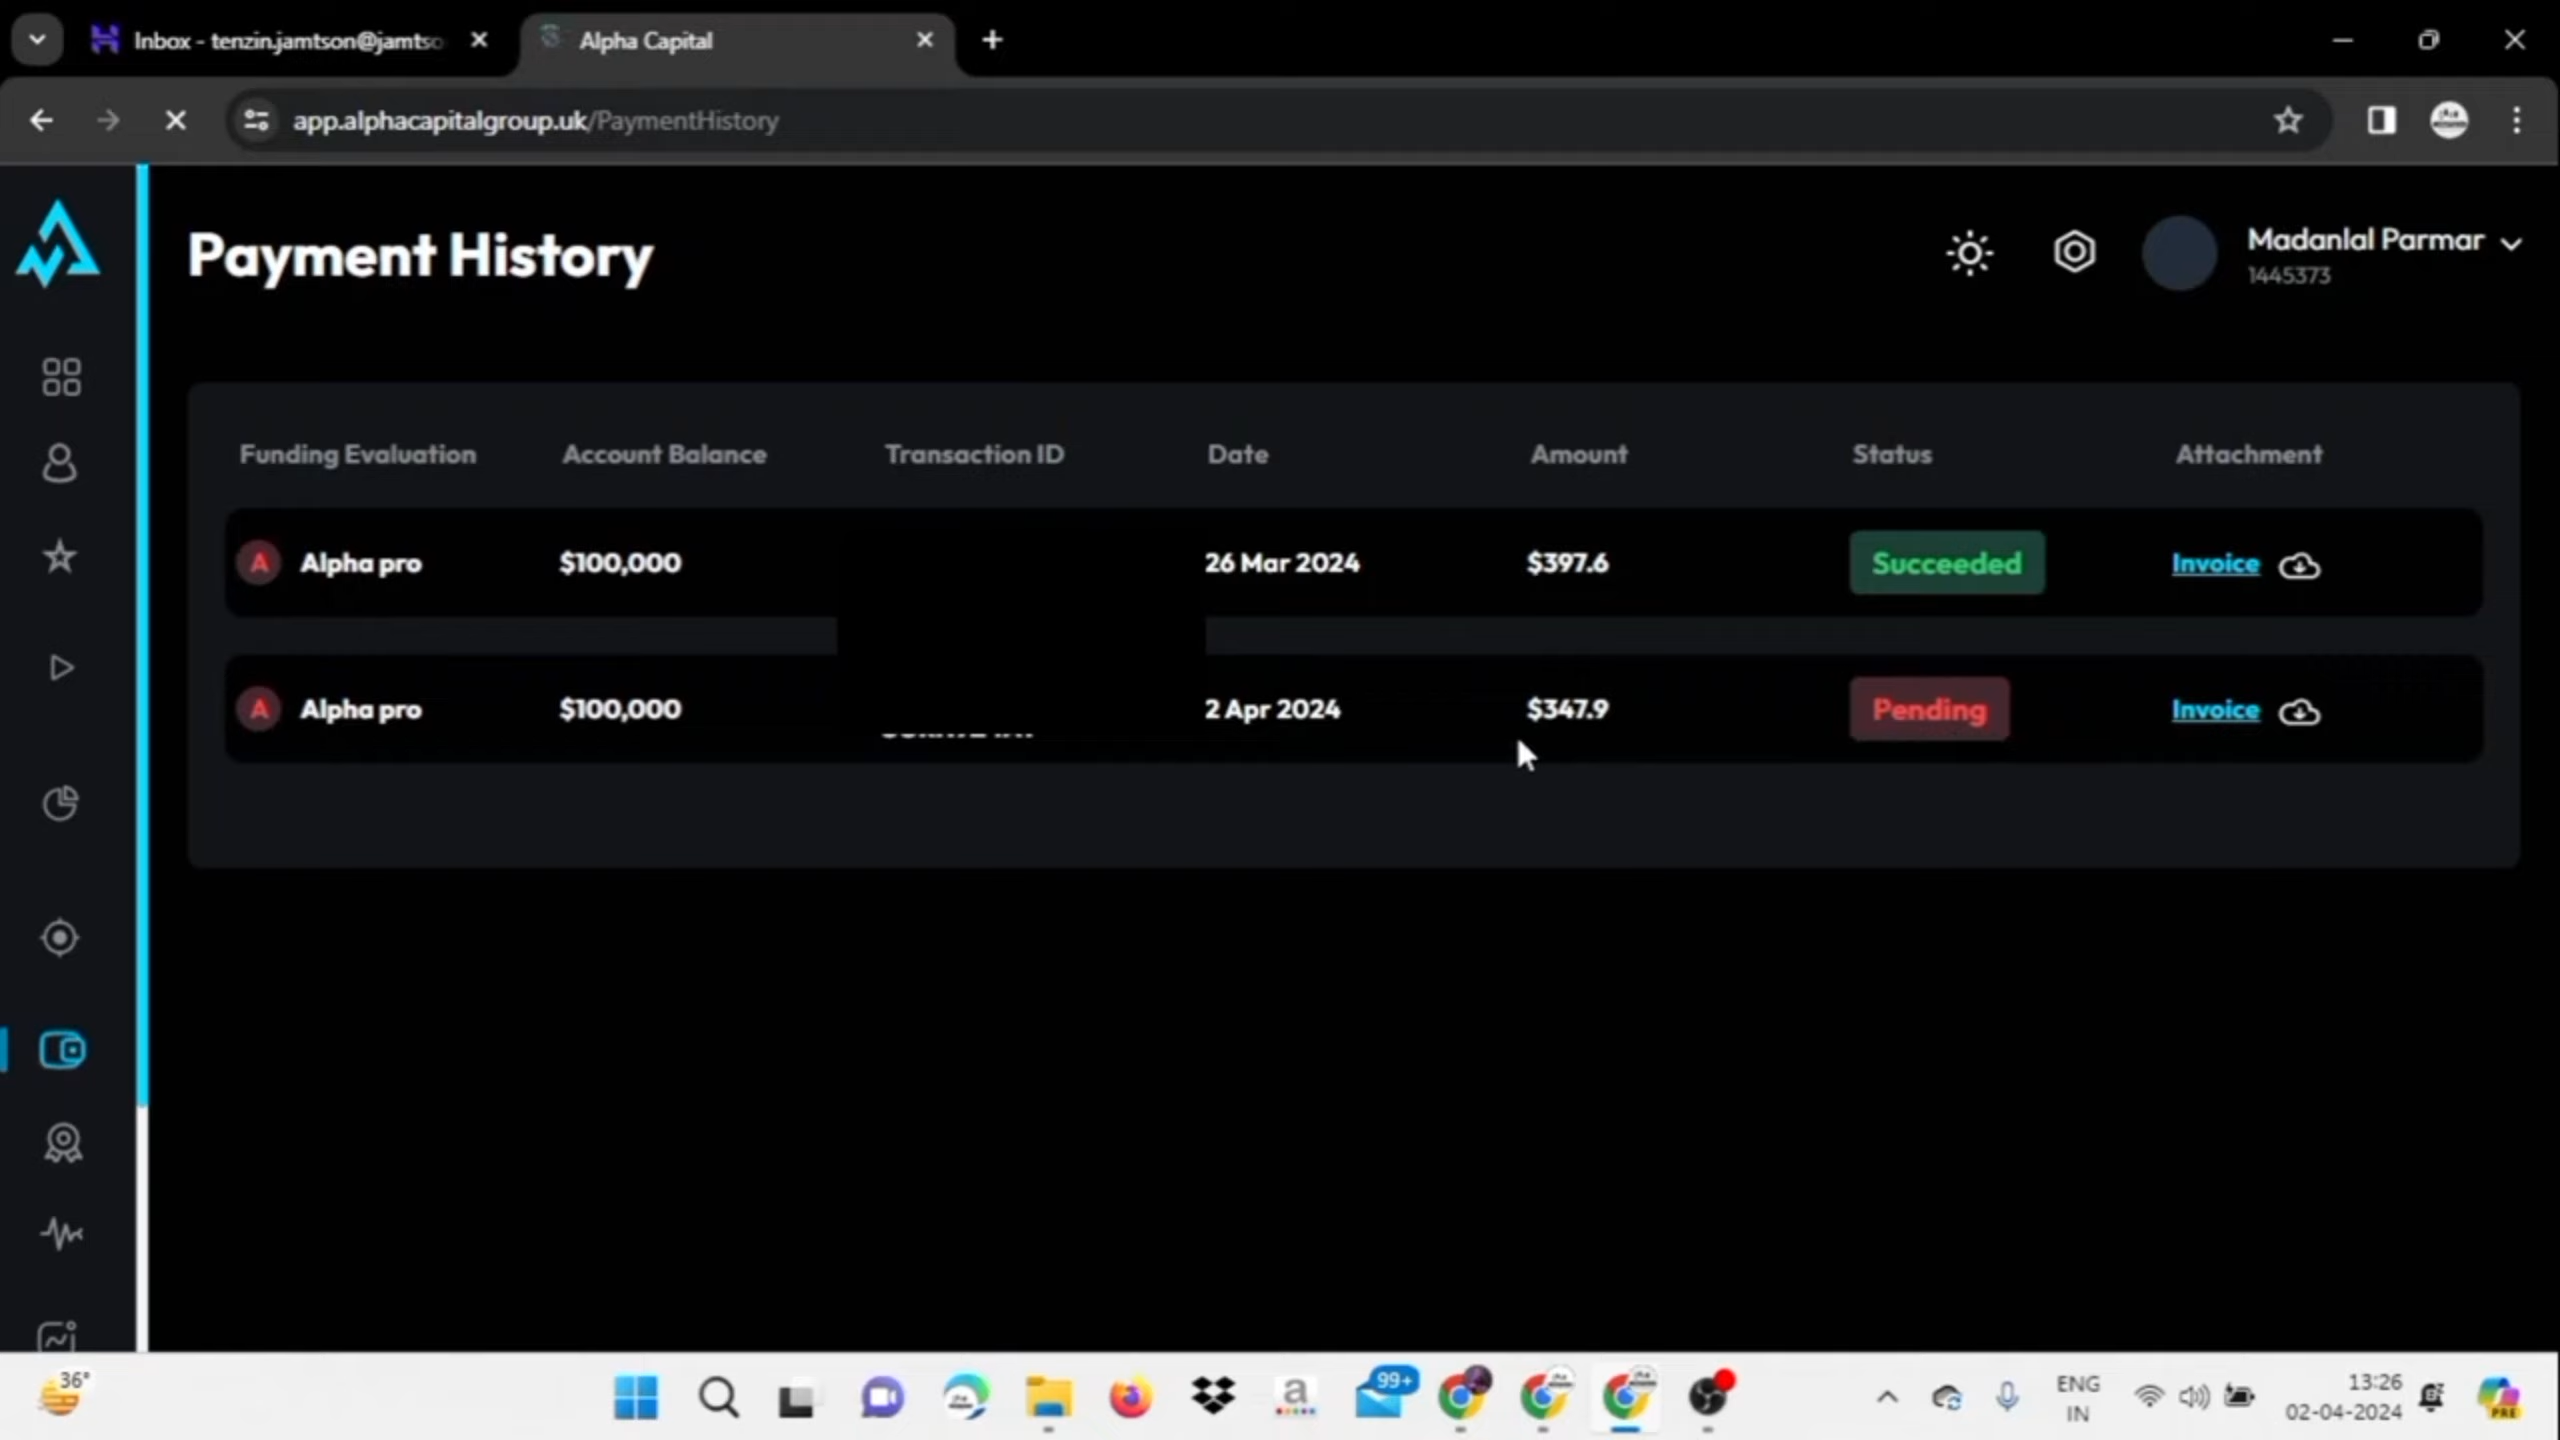 Inbox - tenzin.jamtso@jamtso
Alpha Capital
app.alphacapitalgroup.uk/PaymentHistory
Payment History
Madanlal Parmar
1445373
Funding Evaluation Account Balance Transaction ID Date Amount Status Attachment
A Alpha pro $100,000 26 Mar 2024 $397.6 Succeeded Invoice
A Alpha pro $100,000 2 Apr 2024 $347.9 Pending Invoice
36°
a
99+
ENG
IN
13:26
02-04-2024
PRE